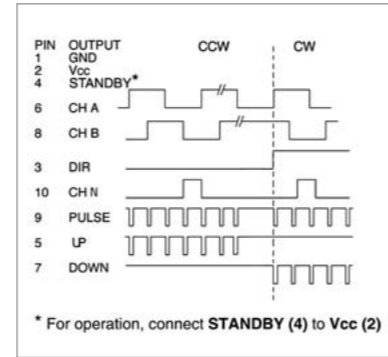 PIN OUTPUT CCW CW
1 GND
2 Vcc
4 STANDBY*
6 CH A
8 CH B
3 DIR
10 CH N
9 PULSE
5 UP
7 DOWN
* For operation, connect STANDBY (4) to Vcc (2)